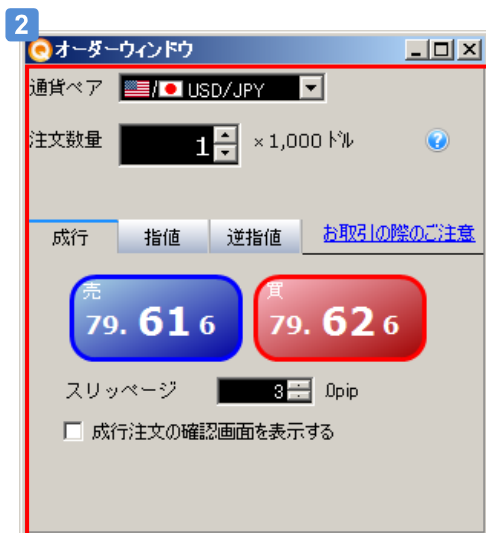 2
オーダーウィンドウ
通貨ペア USD/JPY
注文数量 1 ×1,000ドル ?
成行 指値 逆指値 お取引の際のご注意
売 買
79. 61 6 79. 62 6
スリッページ 3 .0pip
成行注文の確認画面を表示する